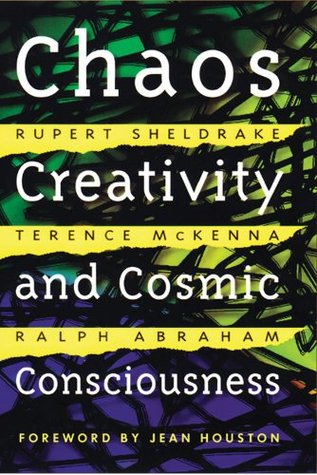 Chaos
RUPERT SHELDRAKE
Creativity
TERENCE McKENNA
and Cosmic
RALPH ABRAHAM
Consciousness
FOREWORD BY JEAN HOUSTON